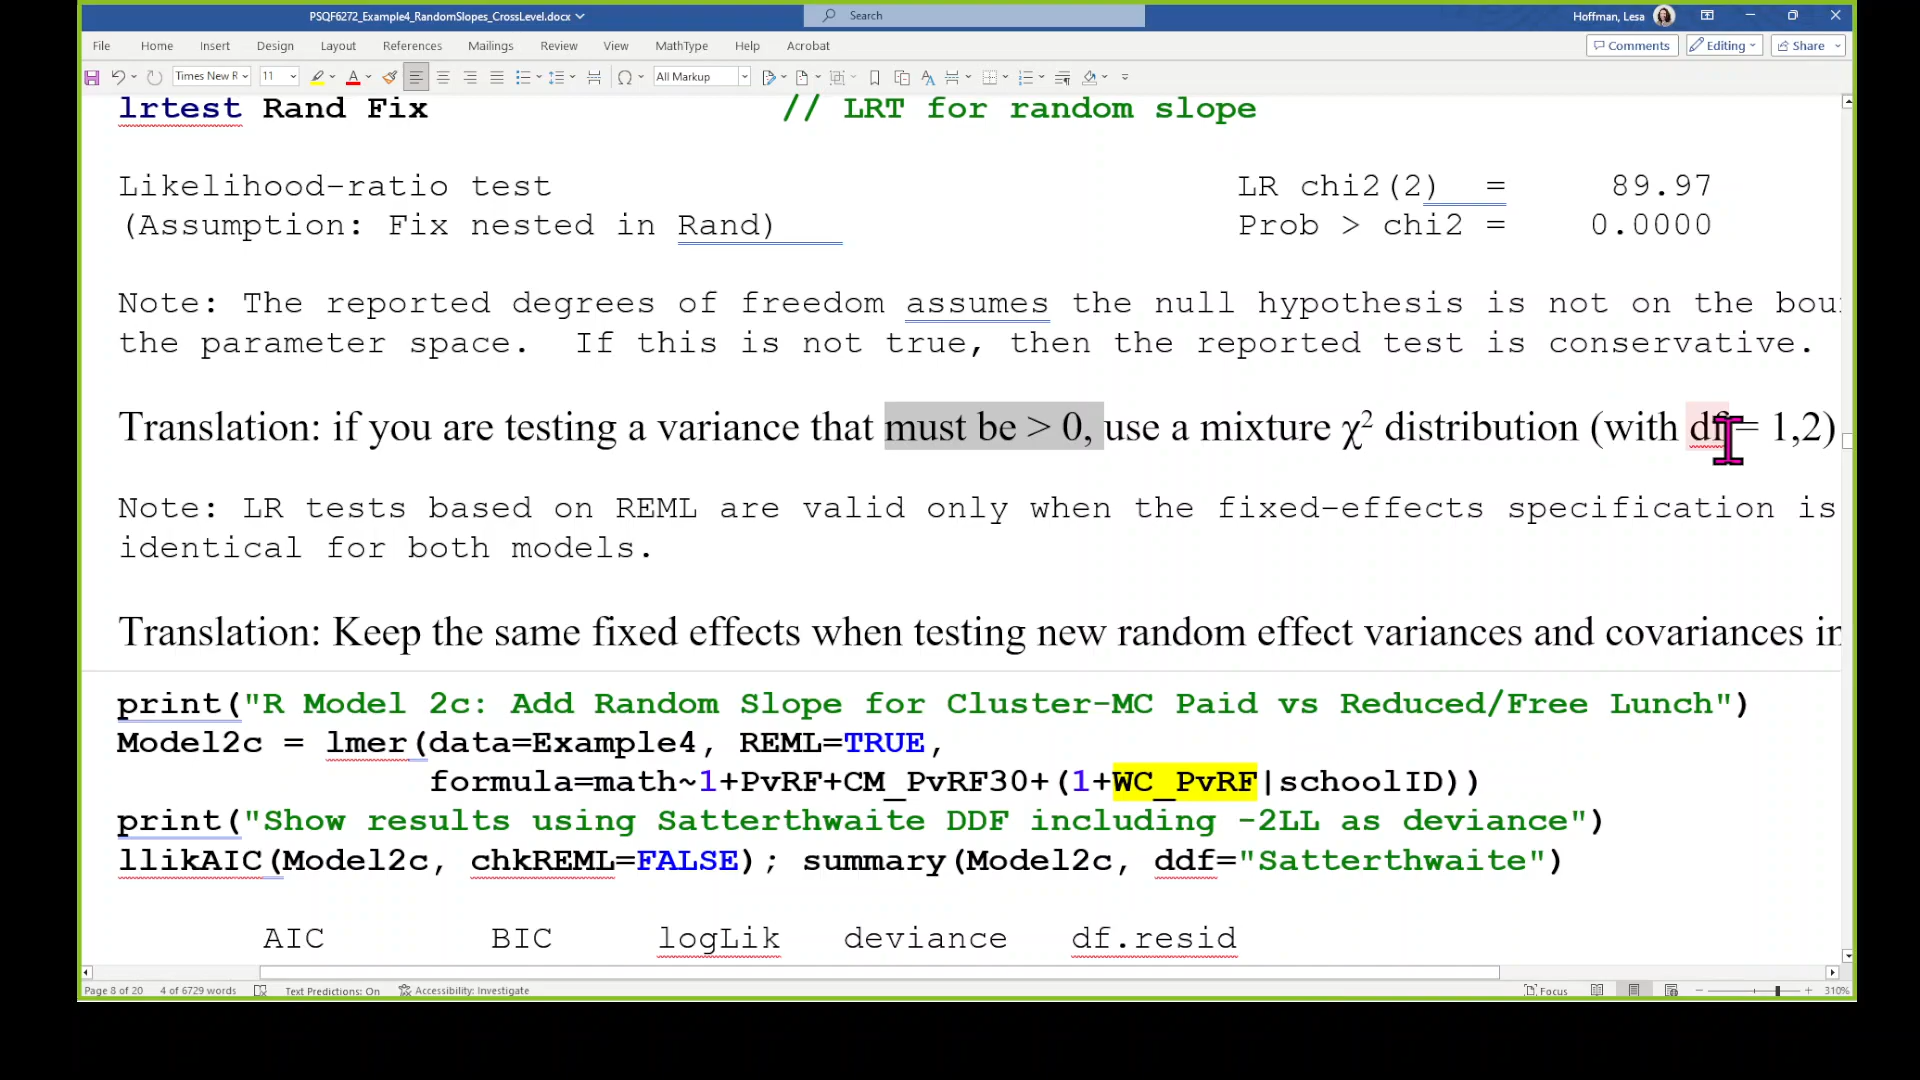 PSQF6272_Example4_RandomSlopes_CrossLevel.docx
Search
Hoffman, Lesa
File Home Insert Design Layout References Mailings Review View MathType Help Acrobat
Comments Editing Share
Times New R 11 All Markup
lrtest Rand Fix // LRT for random slope
Likelihood-ratio test LR chi2(2) = 89.97
(Assumption: Fix nested in Rand) Prob > chi2 = 0.0000
Note: The reported degrees of freedom assumes the null hypothesis is not on the bou
the parameter space. If this is not true, then the reported test is conservative.
Translation: if you are testing a variance that must be > 0, use a mixture χ² distribution (with df = 1,2)
Note: LR tests based on REML are valid only when the fixed-effects specification is
identical for both models.
Translation: Keep the same fixed effects when testing new random effect variances and covariances in
print("R Model 2c: Add Random Slope for Cluster-MC Paid vs Reduced/Free Lunch")
Model2c = lmer(data=Example4, REML=TRUE,
formula=math~1+PvRF+CM_PvRF30+(1+WC_PvRF|schoolID))
print("Show results using Satterthwaite DDF including -2LL as deviance")
llikAIC(Model2c, chkREML=FALSE); summary(Model2c, ddf="Satterthwaite")
AIC BIC logLik deviance df.resid
Page 8 of 20 4 of 6729 words Text Predictions: On Accessibility: Investigate Focus 310%